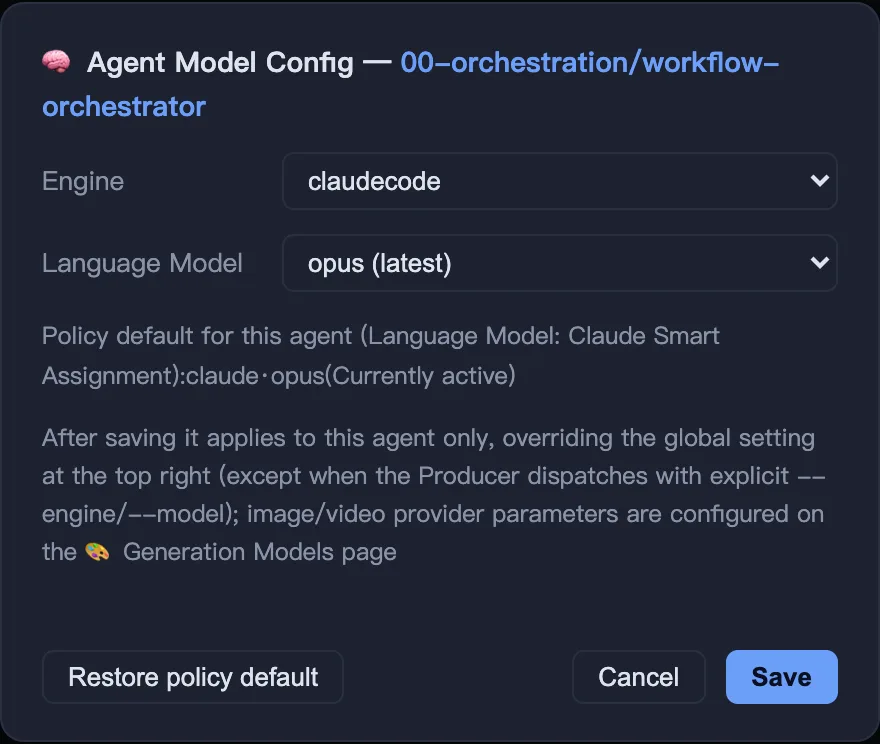 🧠 Agent Model Config — 00-orchestration/workflow-
orchestrator
Engine
claudecode
Language Model
opus (latest)
Policy default for this agent (Language Model: Claude Smart
Assignment):claude·opus(Currently active)
After saving it applies to this agent only, overriding the global setting
at the top right (except when the Producer dispatches with explicit --
engine/--model); image/video provider parameters are configured on
the 🎨 Generation Models page
Restore policy default
Cancel
Save